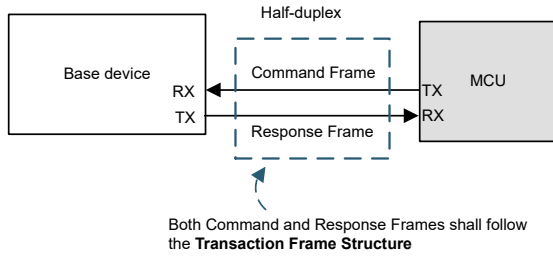 Half-duplex
Base device
Command Frame
MCU
RX
TX
TX
RX
Response Frame
Both Command and Response Frames shall follow
the Transaction Frame Structure